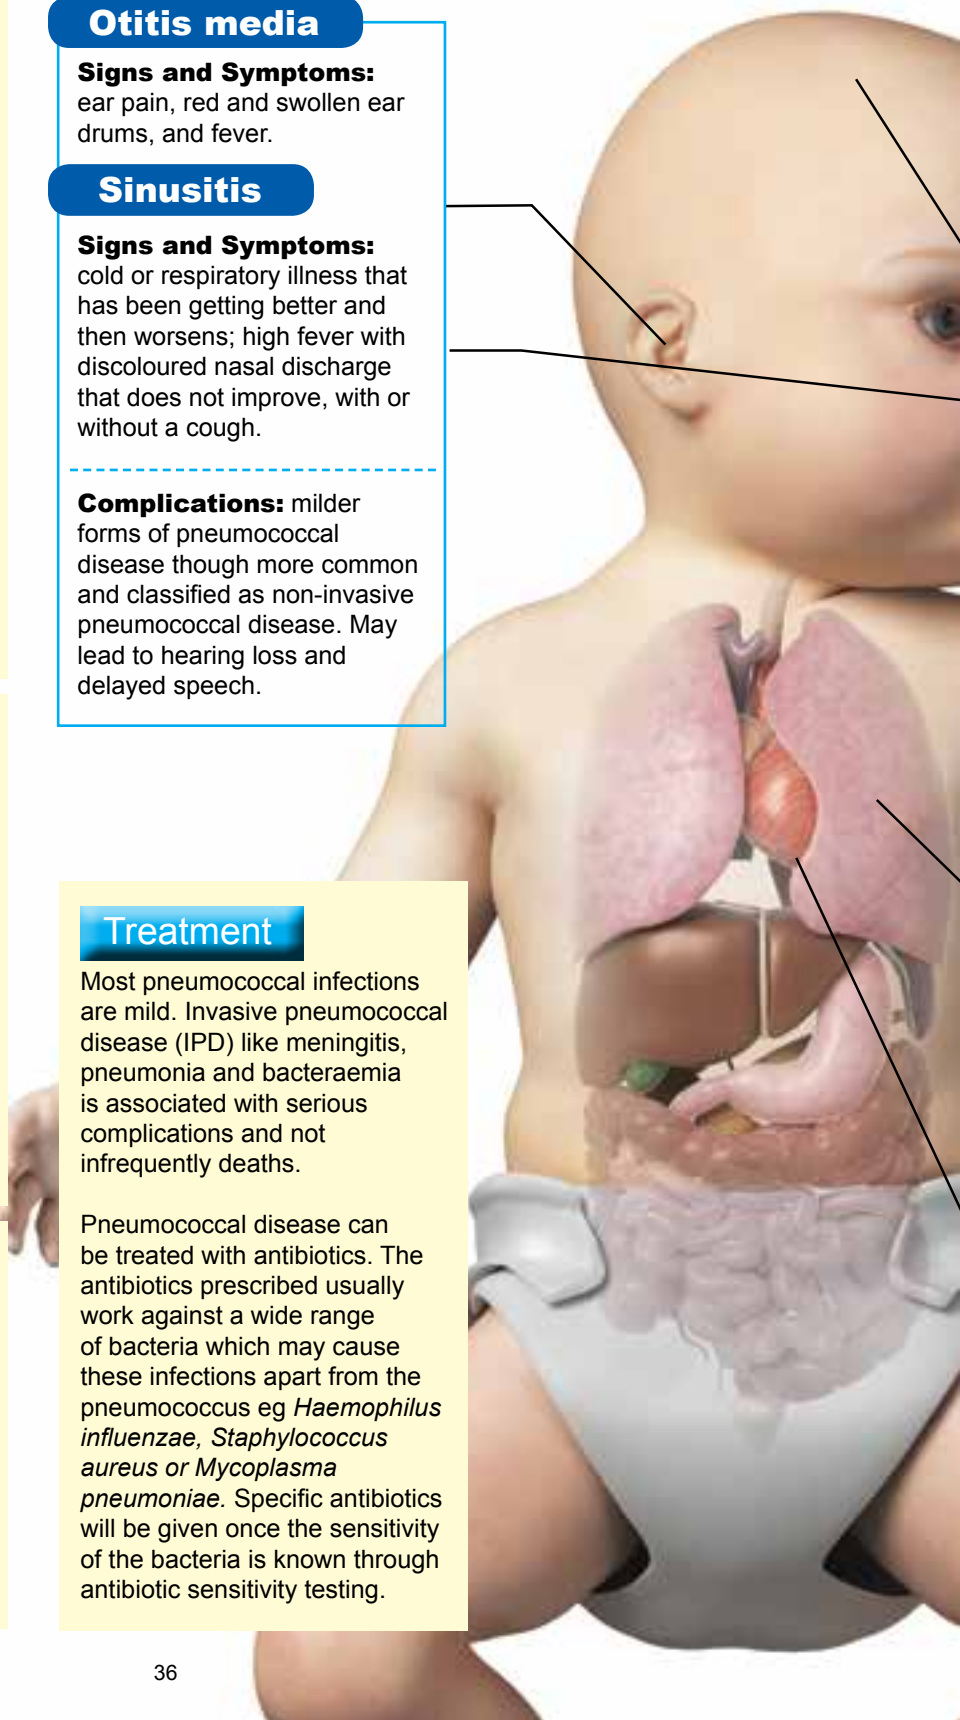 Otitis media
Signs and Symptoms:
ear pain, red and swollen ear
drums, and fever.
Sinusitis
Signs and Symptoms:
cold or respiratory illness that
has been getting better and
then worsens; high fever with
discoloured nasal discharge
that does not improve, with or
without a cough.
Complications: milder
forms of pneumococcal
disease though more common
and classified as non-invasive
pneumococcal disease. May
lead to hearing loss and
delayed speech.
Treatment
Most pneumococcal infections
are mild. Invasive pneumococcal
disease (IPD) like meningitis,
pneumonia and bacteraemia
is associated with serious
complications and not
infrequently deaths.
Pneumococcal disease can
be treated with antibiotics. The
antibiotics prescribed usually
work against a wide range
of bacteria which may cause
these infections apart from the
pneumococcus eg Haemophilus
influenzae, Staphylococcus
aureus or Mycoplasma
pneumoniae. Specific antibiotics
will be given once the sensitivity
of the bacteria is known through
antibiotic sensitivity testing.
36